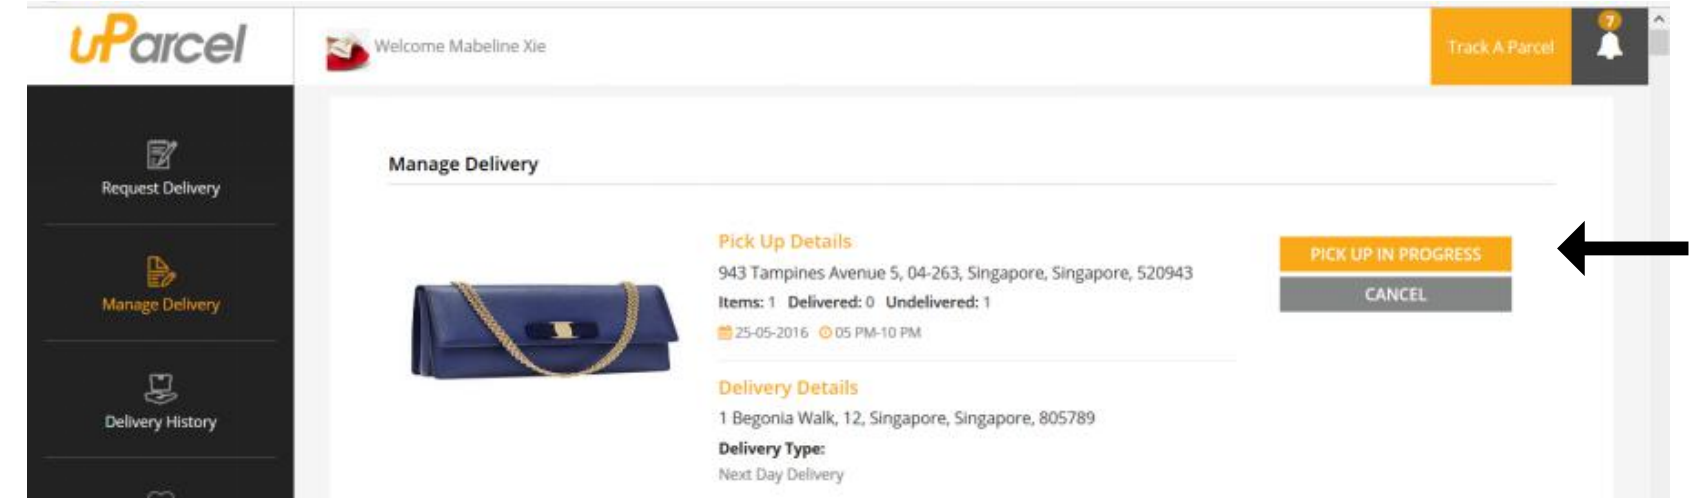 uParcel
Welcome Mabeline Xie
Track A Parcel
7
Request Delivery
Manage Delivery
Delivery History
Manage Delivery
Pick Up Details
943 Tampines Avenue 5, 04-263, Singapore, Singapore, 520943
Items: 1 Delivered: 0 Undelivered: 1
25-05-2016 05 PM-10 PM
PICK UP IN PROGRESS
CANCEL
Delivery Details
1 Begonia Walk, 12, Singapore, Singapore, 805789
Delivery Type:
Next Day Delivery